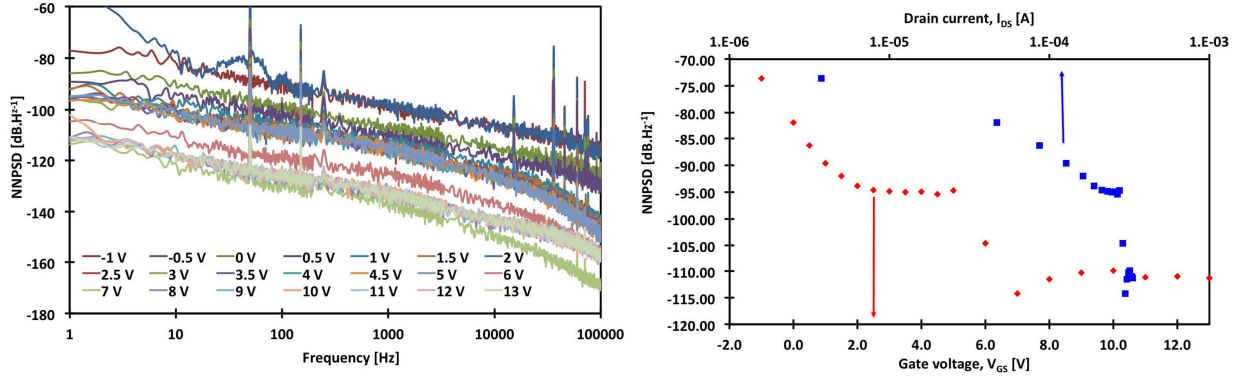 -40
-60
-80
-100
-120
-140
-160
-180
NNPSD [dB.Hz⁻¹]
-1 V -0.5 V 0 V 0.5 V 1 V 1.5 V 2 V
2.5 V 3 V 3.5 V 4 V 4.5 V 5 V 6 V
7 V 8 V 9 V 10 V 11 V 12 V 13 V
1 10 100 1000 10000 100000
Frequency [Hz]
Drain current, I_DS [A]
1.E-06 1.E-05 1.E-04 1.E-03
-70.00
-75.00
-80.00
-85.00
-90.00
-95.00
-100.00
-105.00
-110.00
-115.00
-120.00
NNPSD [dB.Hz⁻¹]
-2.0 0.0 2.0 4.0 6.0 8.0 10.0 12.0
Gate voltage, V_GS [V]